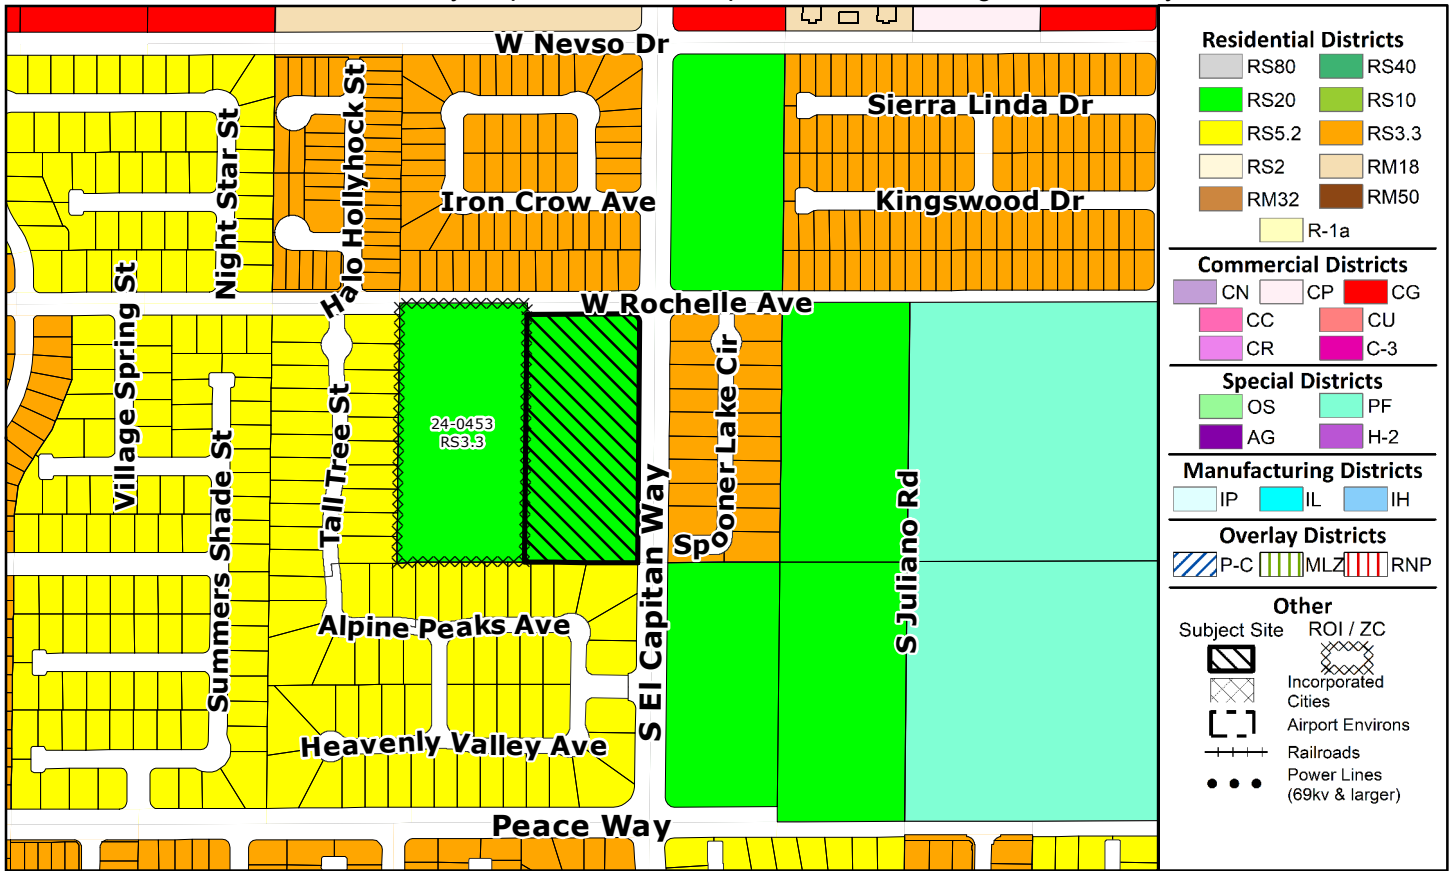 W Nevso Dr
Sierra Linda Dr
Halo Hollyhock St
Night Star St
Iron Crow Ave
Kingswood Dr
W Rochelle Ave
Village Spring St
Spooner Lake Cir
Tall Tree St
24-0453
RS3.3
Summers Shade St
S El Capitan Way
S Juliano Rd
Alpine Peaks Ave
Heavenly Valley Ave
Peace Way
Residential Districts
RS80 RS40
RS20 RS10
RS5.2 RS3.3
RS2 RM18
RM32 RM50
R-1a
Commercial Districts
CN CP CG
CC CU
CR C-3
Special Districts
OS PF
AG H-2
Manufacturing Districts
IP IL IH
Overlay Districts
P-C MLZ RNP
Other
Subject Site ROI / ZC
Incorporated
Cities
Airport Environs
Railroads
Power Lines
(69kv & larger)